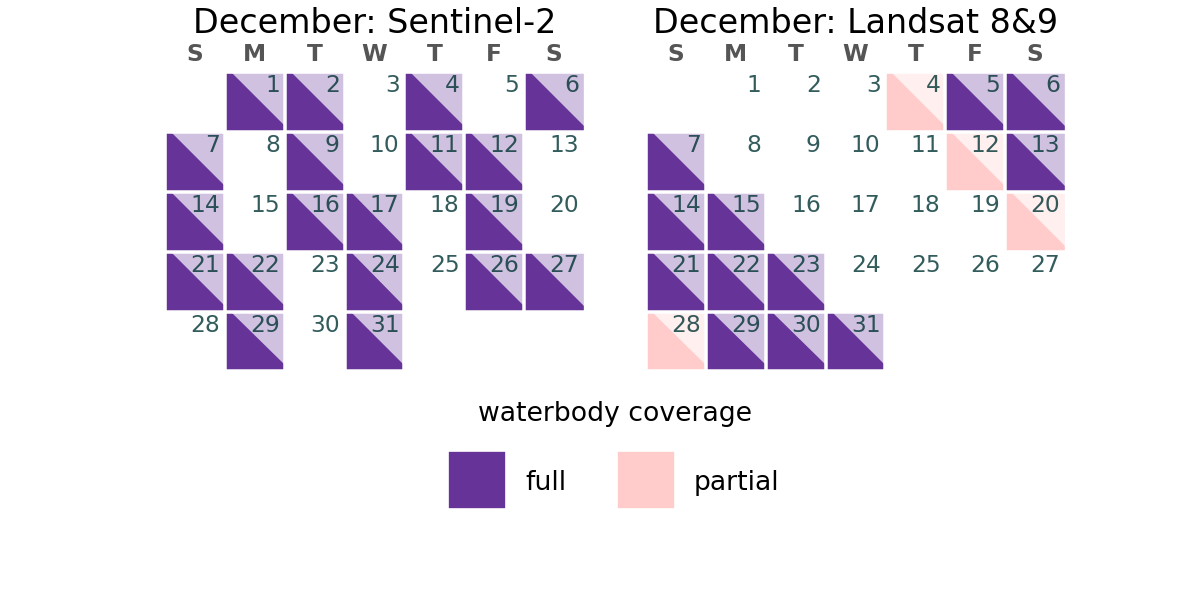 December: Sentinel-2
S M T W T F S
1 2 3 4 5 6
7 8 9 10 11 12 13
14 15 16 17 18 19 20
21 22 23 24 25 26 27
28 29 30 31
December: Landsat 8&9
S M T W T F S
1 2 3 4 5 6
7 8 9 10 11 12 13
14 15 16 17 18 19 20
21 22 23 24 25 26 27
28 29 30 31
waterbody coverage
full partial